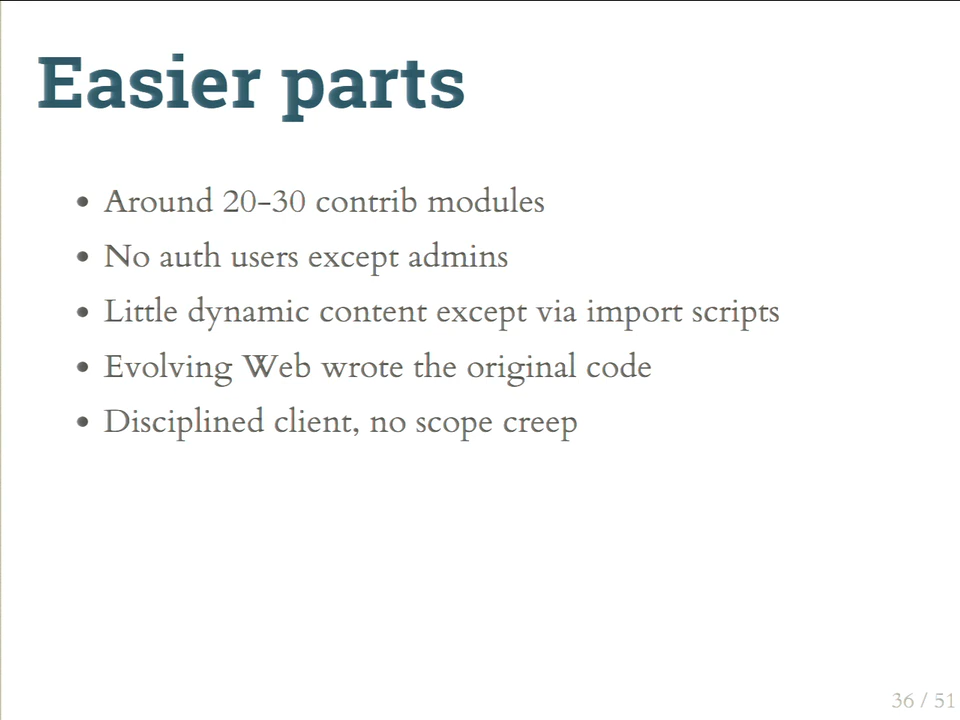 Easier parts
• Around 20-30 contrib modules
• No auth users except admins
• Little dynamic content except via import scripts
• Evolving Web wrote the original code
• Disciplined client, no scope creep
36 / 51